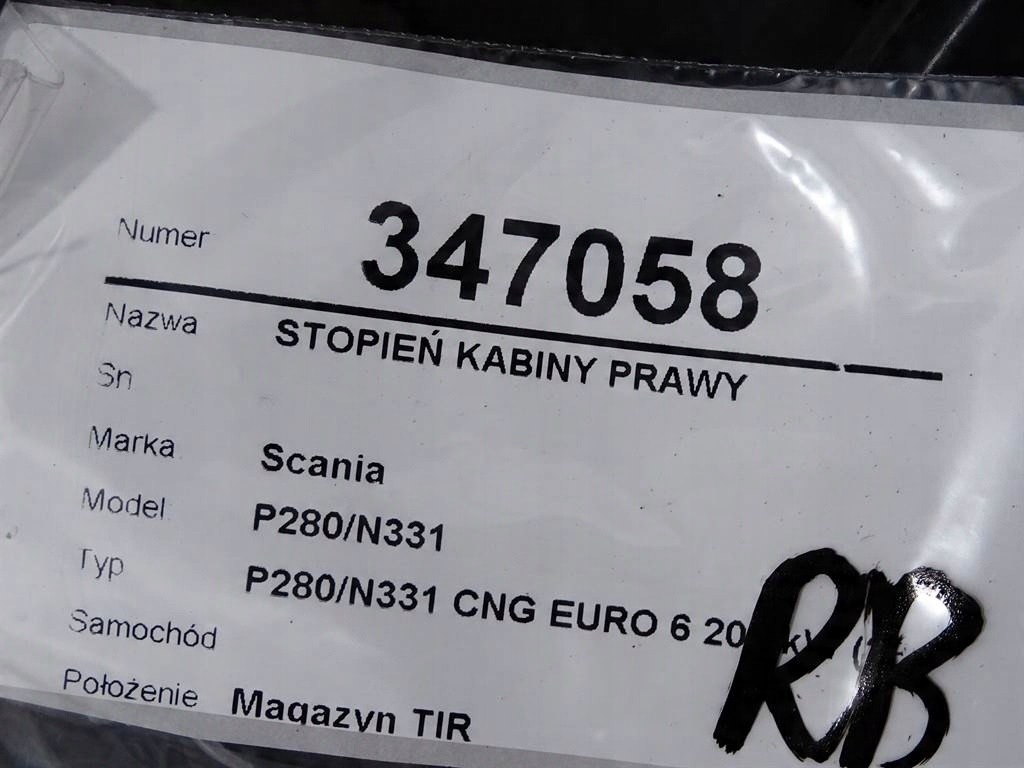 Numer 347058
Nazwa STOPIEŃ KABINY PRAWY
Sn
Marka Scania
Model P280/N331
Typ P280/N331 CNG EURO 6 20
Samochód
Położenie Magazyn TIR
RB